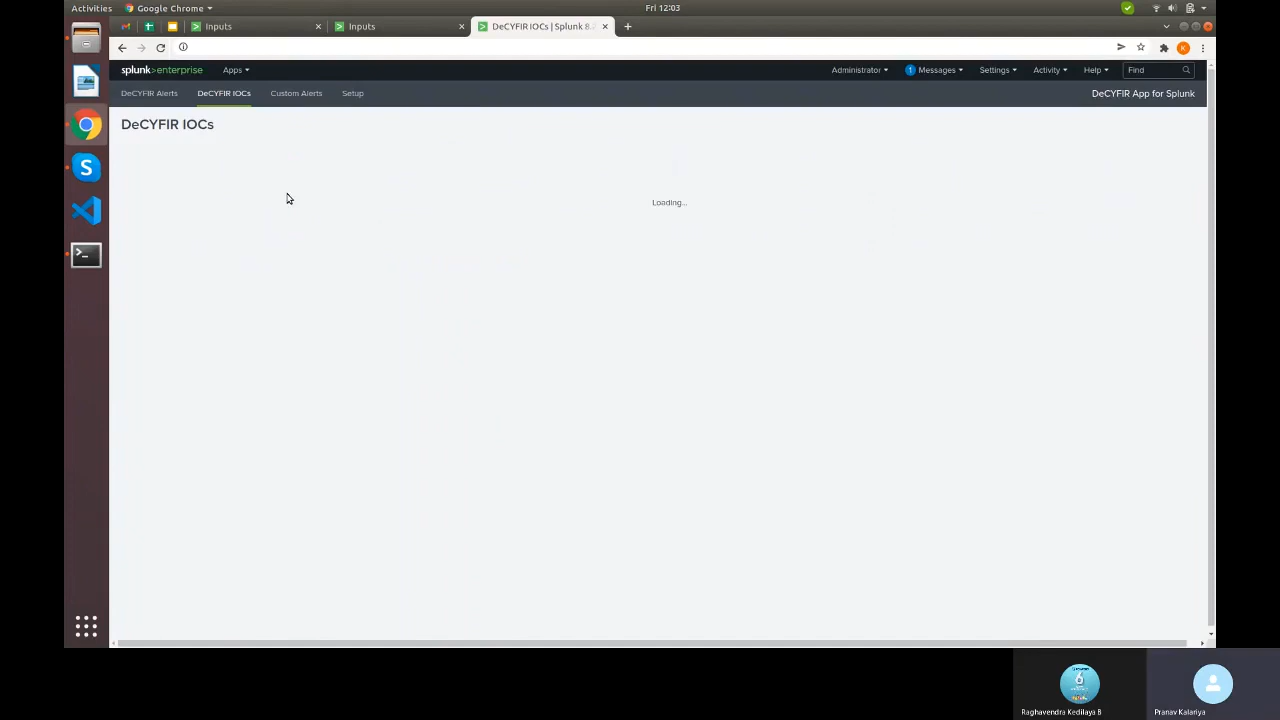 Activities Google Chrome Fri 12:03
Inputs Inputs DeCYFIR IOCs | Splunk 8.
splunk>enterprise Apps Administrator 1 Messages Settings Activity Help Find
DeCYFIR Alerts DeCYFIR IOCs Custom Alerts Setup DeCYFIR App for Splunk
DeCYFIR IOCs
Loading...
Raghavendra Kedilaya B Pranav Kalariya